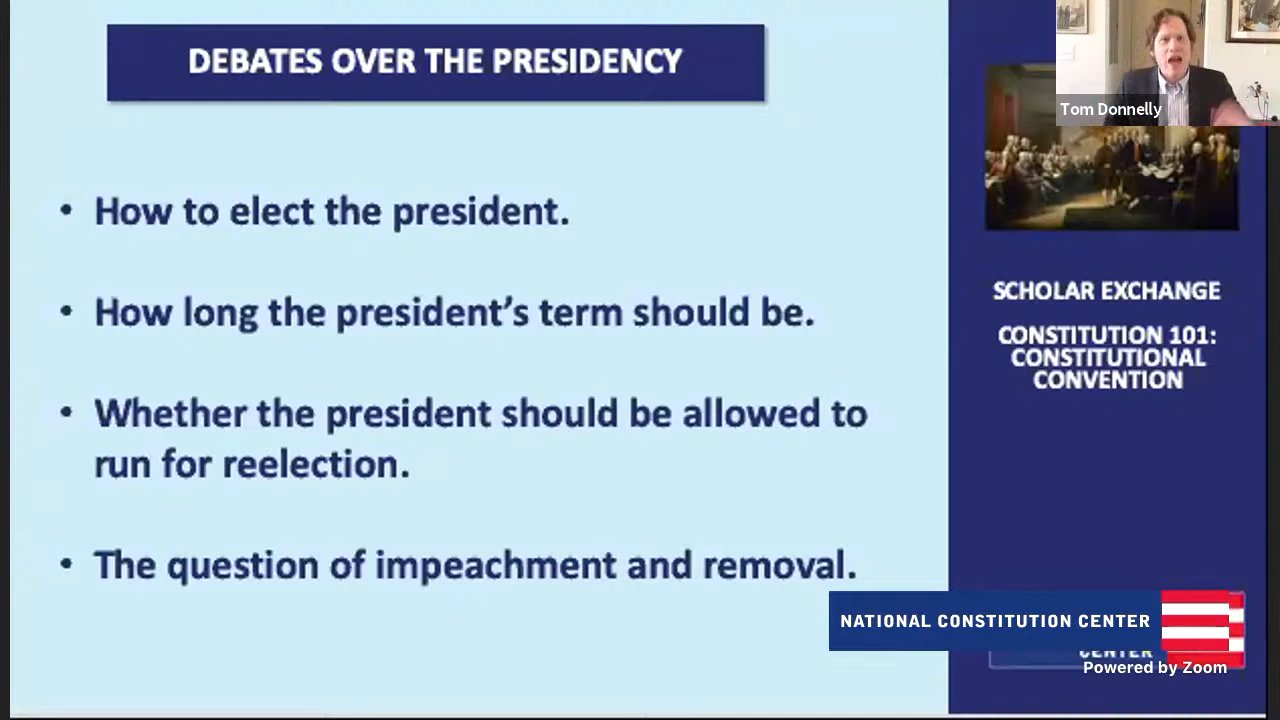 DEBATES OVER THE PRESIDENCY
• How to elect the president.
• How long the president’s term should be.
• Whether the president should be allowed to
run for reelection.
• The question of impeachment and removal.
Tom Donnelly
SCHOLAR EXCHANGE
CONSTITUTION 101:
CONSTITUTIONAL
CONVENTION
NATIONAL CONSTITUTION CENTER
CENTER
Powered by Zoom